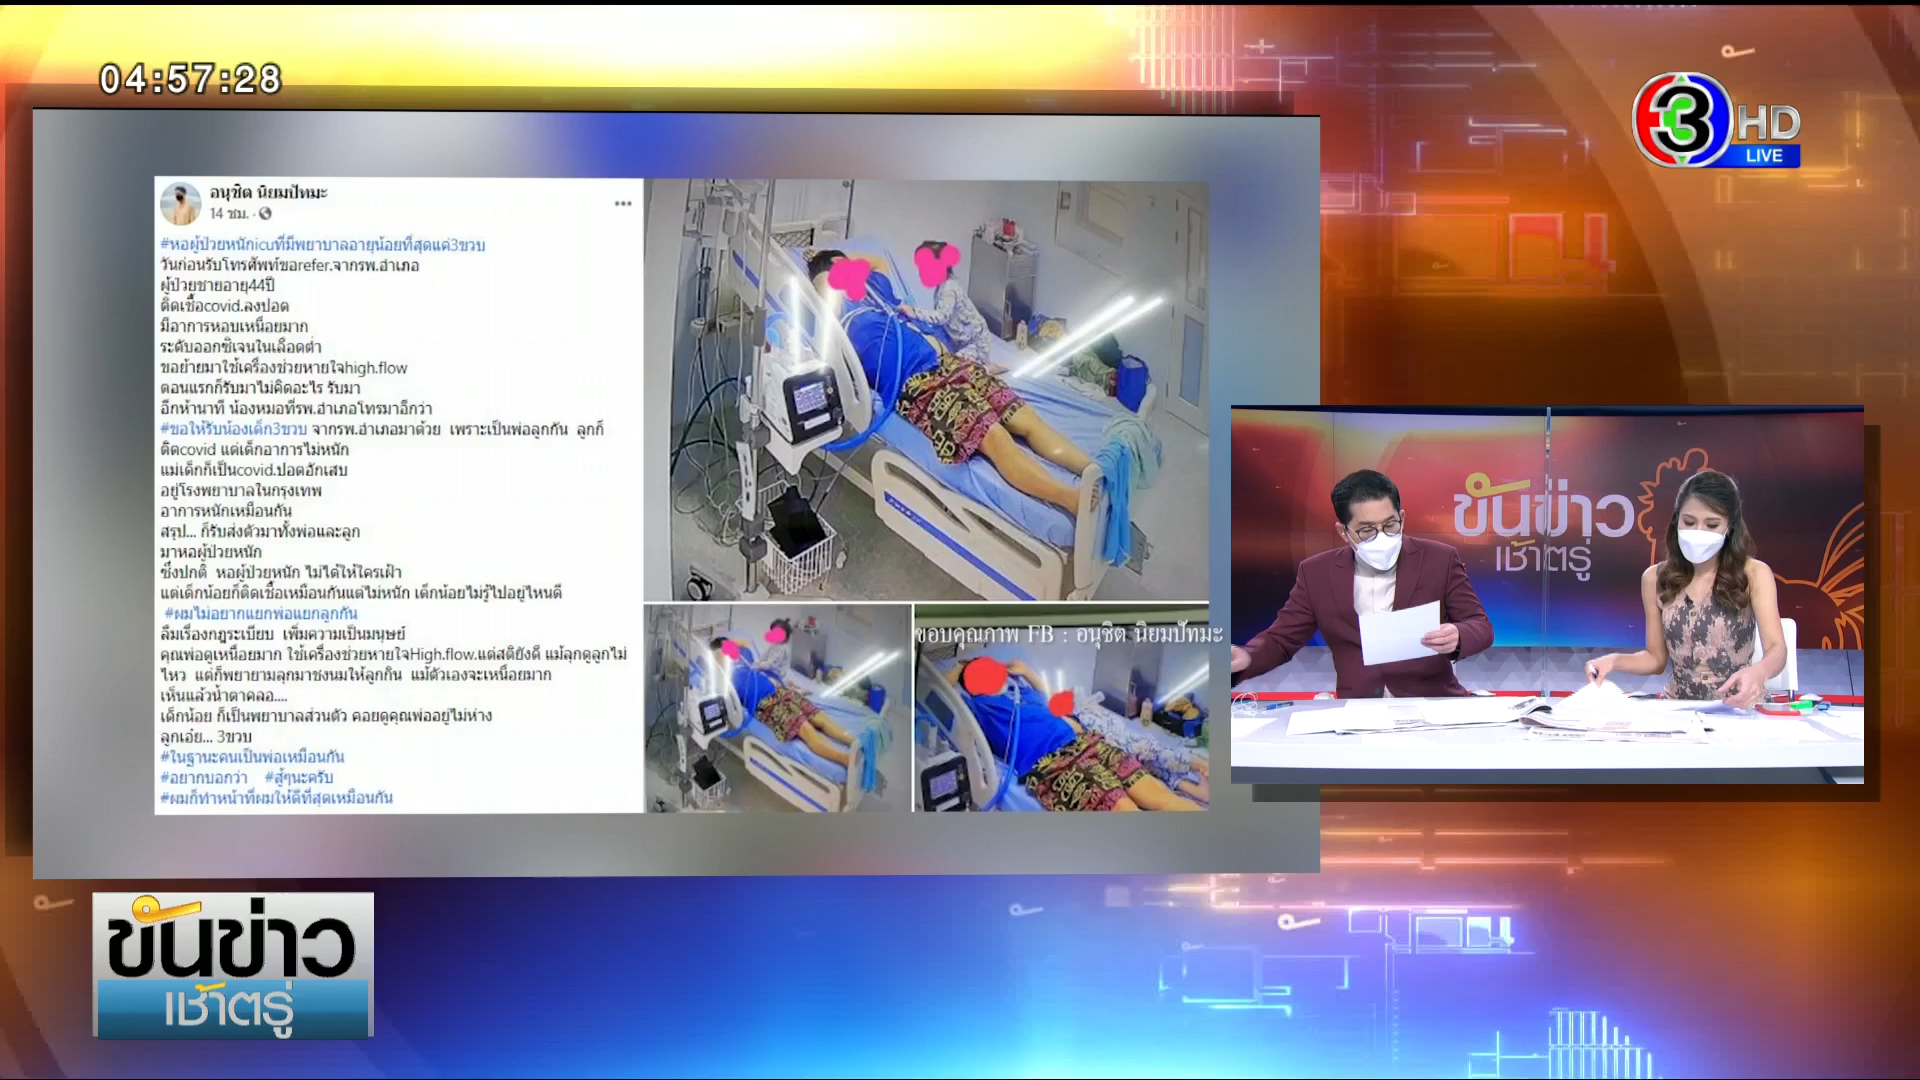 04:57:28
3 HD
LIVE
อนุชิต นิยมปัทมะ
14 ชม.
#หอผู้ป่วยหนักicuที่มีพยาบาลอายุน้อยที่สุดแค่3ขวบ
วันก่อนรับโทรศัพท์ขอrefer.จากรพ.อำเภอ
ผู้ป่วยชายอายุ44ปี
ติดเชื้อcovid.ลงปอด
มีอาการหอบเหนื่อยมาก
ระดับออกซิเจนในเลือดต่ำ
ขอย้ายมาใช้เครื่องช่วยหายใจhigh.flow
ตอนแรกก็รับมาไม่คิดอะไร รับมา
อีกห้านาที น้องหมอที่รพ.อำเภอโทรมาอีกว่า
#ขอให้รับน้องเด็ก3ขวบ จากรพ.อำเภอมาด้วย เพราะเป็นพ่อลูกกัน ลูกก็
ติดcovid แต่เด็กอาการไม่หนัก
แม่เด็กก็เป็นcovid.ปอดอักเสบ
อยู่โรงพยาบาลในกรุงเทพ
อาการหนักเหมือนกัน
สรุป... ก็รับส่งตัวมาทั้งพ่อและลูก
มาหอผู้ป่วยหนัก
ซึ่งปกติ หอผู้ป่วยหนัก ไม่ได้ให้ใครเฝ้า
แต่เด็กน้อยก็ติดเชื้อเหมือนกันแต่ไม่หนัก เด็กน้อยไม่รู้ไปอยู่ไหนดี
#ผมไม่อยากแยกพ่อแยกลูกกัน
ลืมเรื่องกฎระเบียบ เพิ่มความเป็นมนุษย์
คุณพ่อดูเหนื่อยมาก ใช้เครื่องช่วยหายใจHigh.flow.แต่สติยังดี แม้ลุกดูลูกไม่
ไหว แต่ก็พยายามลุกมาชงนมให้ลูกกิน แม้ตัวเองจะเหนื่อยมาก
เห็นแล้วน้ำตาคลอ....
เด็กน้อย ก็เป็นพยาบาลส่วนตัว คอยดูคุณพ่ออยู่ไม่ห่าง
ลูกเอ๋ย... 3ขวบ
#ในฐานะคนเป็นพ่อเหมือนกัน
#อยากบอกว่า #สู้ๆนะครับ
#ผมก็ทำหน้าที่ผมให้ดีที่สุดเหมือนกัน
ขอบคุณภาพ FB : อนุชิต นิยมปัทมะ
ขันข่าว
เช้าตรู่
ขันข่าว
เช้าตรู่